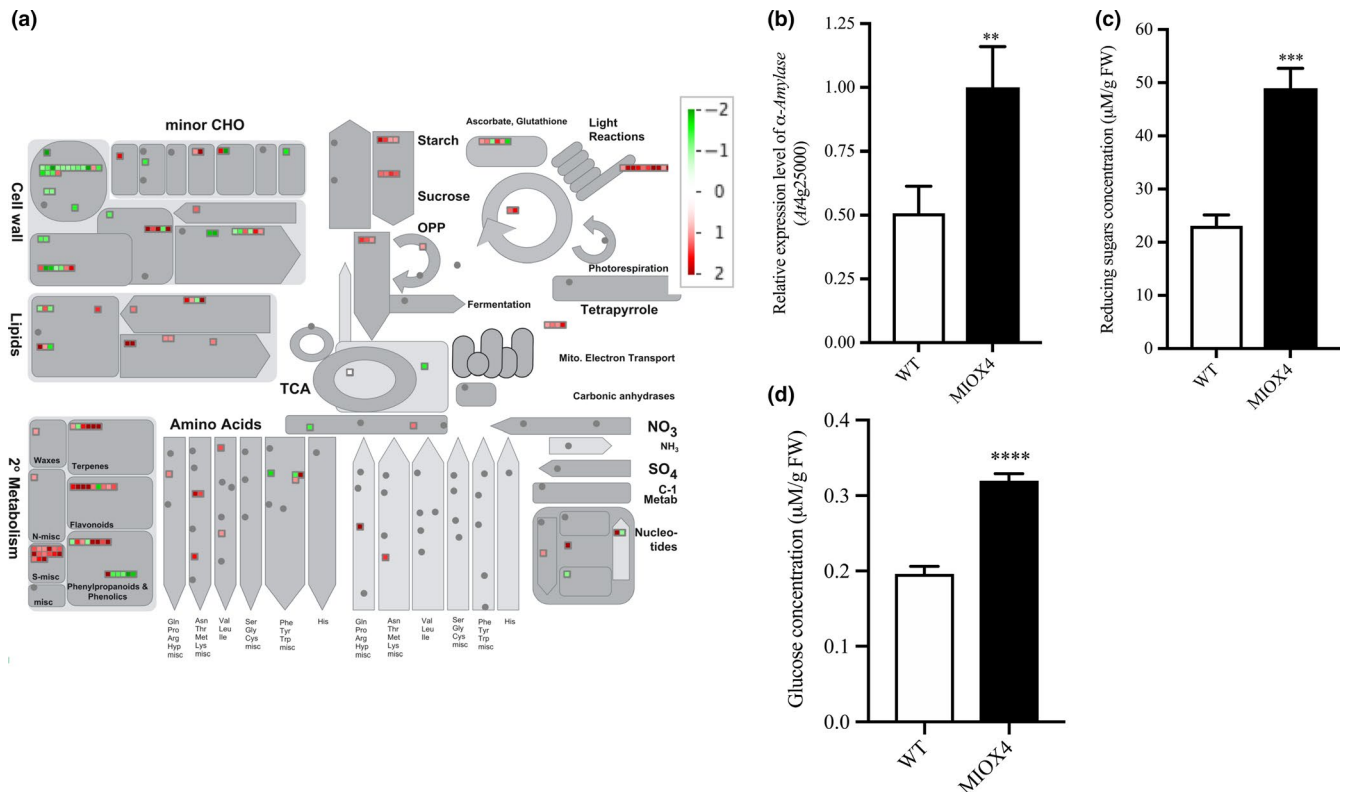 (a)
minor CHO
Cell wall
Lipids
2° Metabolism
Starch
Sucrose
OPP
Ascorbate, Glutathione
Light
Reactions
Photorespiration
Tetrapyrrole
Fermentation
Mito. Electron Transport
Carbonic anhydrases
TCA
Amino Acids
NO3
NH3
SO4
C-1
Metab
Nucleo-
tides
Waxes
Terpenes
N-misc
Flavonoids
S-misc
Phenylpropanoids &
Phenolics
misc
Gln
Pro
Arg
Hyp
misc
Asn
Thr
Met
Lys
misc
Val
Leu
Ile
Ser
Gly
Cys
misc
Phe
Tyr
Trp
misc
His
Gln
Pro
Arg
Hyp
misc
Asn
Thr
Met
Lys
misc
Val
Leu
Ile
Ser
Gly
Cys
misc
Phe
Tyr
Trp
misc
His
−2
−1
0
1
2
(b)
Relative expression level of α-Amylase
(At4g25000)
1.25
1.00
0.75
0.50
0.25
0.00
**
WT
MIOX4
(c)
Reducing sugars concentration (µM/g FW)
60
50
40
30
20
10
0
***
WT
MIOX4
(d)
Glucose concentration (µM/g FW)
0.4
0.3
0.2
0.1
0.0
****
WT
MIOX4